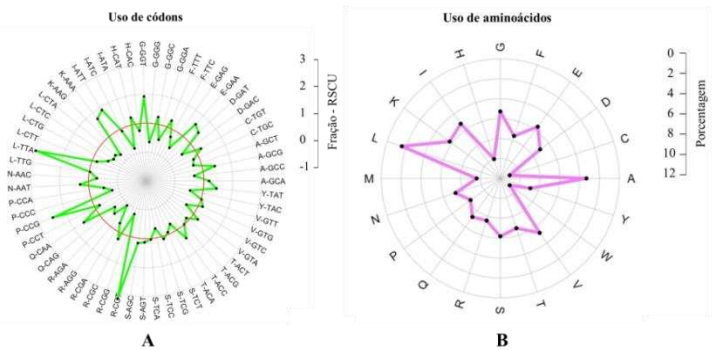 Uso de códons
Uso de aminoácidos
G-GGT
G-GGG
G-GGC
G-GGA
F-TTT
F-TTC
E-GAG
E-GAA
D-GAT
D-GAC
C-TGT
C-TGC
A-GCT
A-GCG
A-GCC
A-GCA
Y-TAT
Y-TAC
V-GTT
V-GTG
V-GTC
V-GTA
T-ACT
T-ACG
T-ACC
T-ACA
S-TCT
S-TCG
S-TCC
S-TCA
S-AGT
S-AGC
R-CGG
R-CGC
R-CGA
R-AGG
R-AGA
Q-CAG
Q-CAA
P-CCT
P-CCG
P-CCC
P-CCA
N-AAT
N-AAC
L-TTG
L-TTA
L-CTT
L-CTG
L-CTC
L-CTA
K-AAG
K-AAA
I-ATT
I-ATC
I-ATA
H-CAT
H-CAC
3
2
1
0
-1
Fração - RSCU
G
F
E
D
C
A
Y
W
V
T
S
R
Q
P
N
M
L
K
I
H
0
2
4
6
8
10
12
Porcentagem
A
B